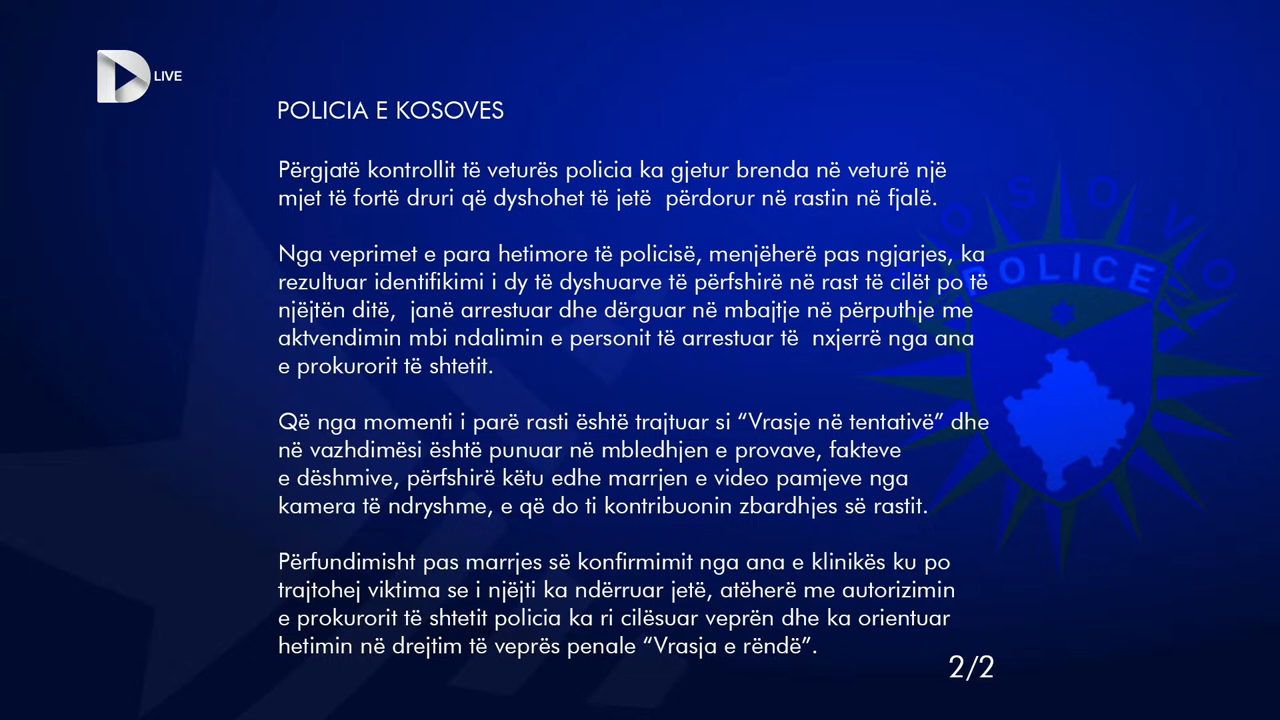 LIVE
POLICIA E KOSOVES
Përgjatë kontrollit të veturës policia ka gjetur brenda në veturë një
mjet të fortë druri që dyshohet të jetë  përdorur në rastin në fjalë.
Nga veprimet e para hetimore të policisë, menjëherë pas ngjarjes, ka
rezultuar identifikimi i dy të dyshuarve të përfshirë në rast të cilët po të
njëjtën ditë,  janë arrestuar dhe dërguar në mbajtje në përputhje me
aktvendimin mbi ndalimin e personit të arrestuar të  nxjerrë nga ana
e prokurorit të shtetit.
Që nga momenti i parë rasti është trajtuar si “Vrasje në tentativë” dhe
në vazhdimësi është punuar në mbledhjen e provave, fakteve
e dëshmive, përfshirë këtu edhe marrjen e video pamjeve nga
kamera të ndryshme, e që do ti kontribuonin zbardhjes së rastit.
Përfundimisht pas marrjes së konfirmimit nga ana e klinikës ku po
trajtohej viktima se i njëjti ka ndërruar jetë, atëherë me autorizimin
e prokurorit të shtetit policia ka ri cilësuar veprën dhe ka orientuar
hetimin në drejtim të veprës penale “Vrasja e rëndë”.
2/2
KOSOVO
POLICE